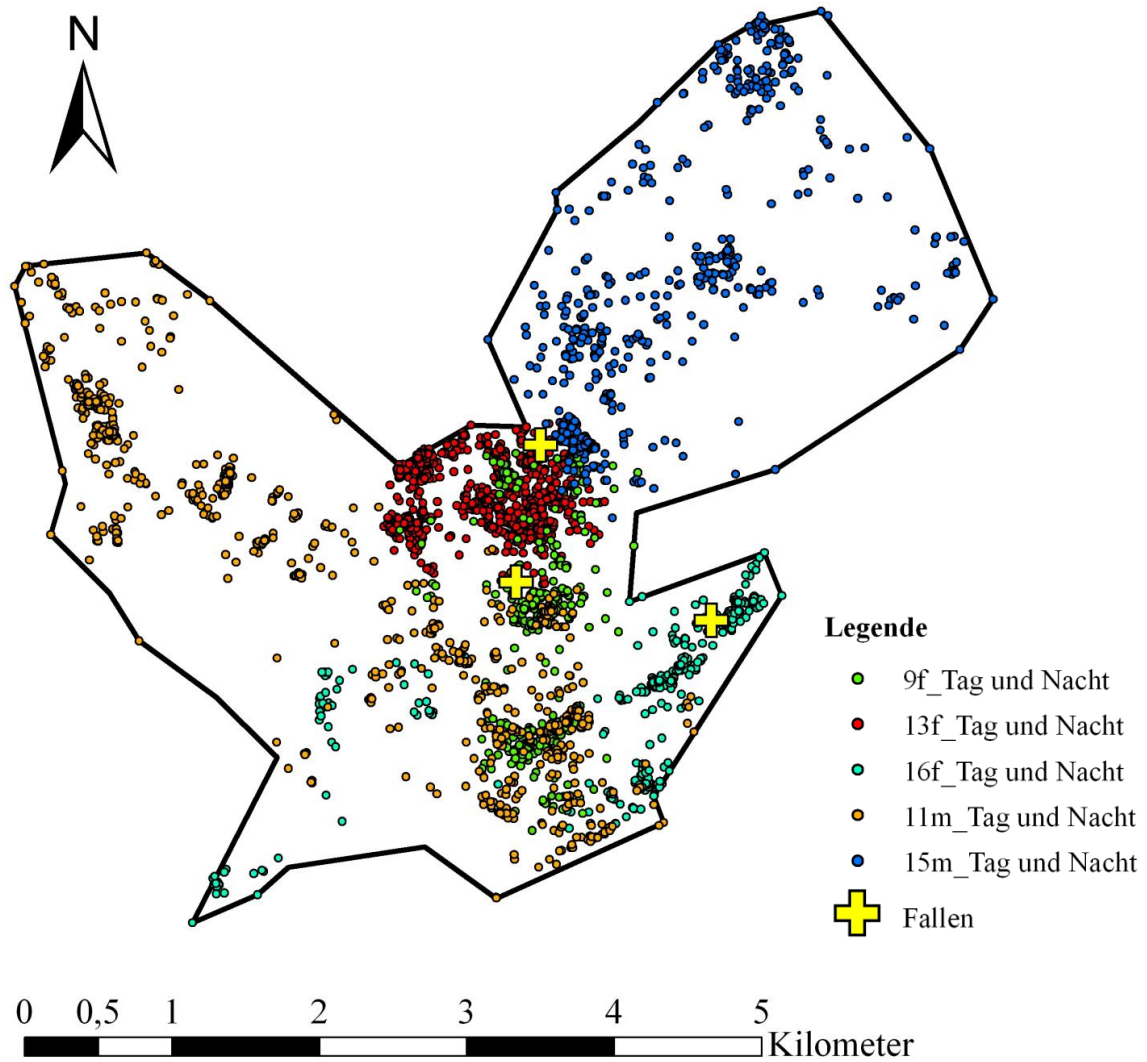 N
Legende
9f_Tag und Nacht
13f_Tag und Nacht
16f_Tag und Nacht
11m_Tag und Nacht
15m_Tag und Nacht
Fallen
0 0,5 1 2 3 4 5
Kilometer